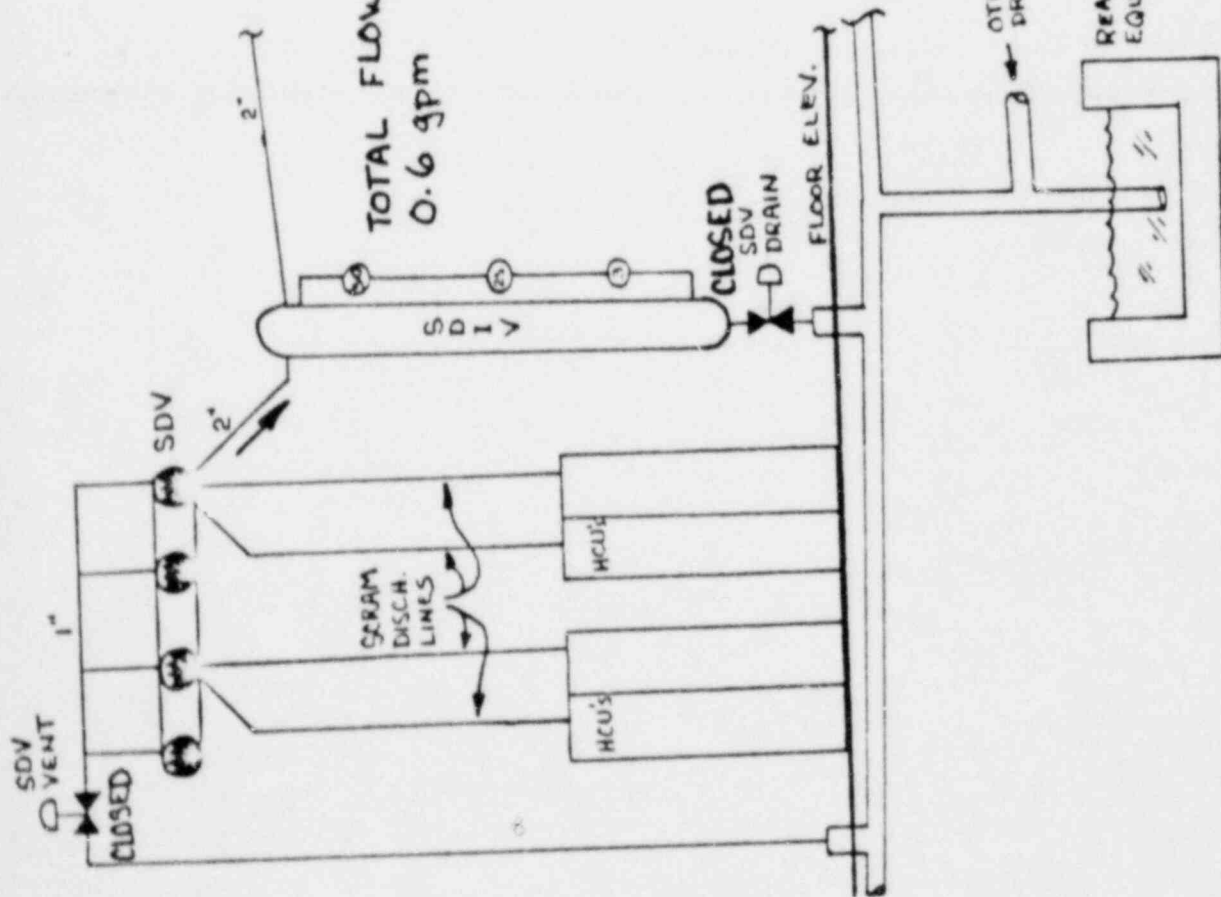 SDV
VENT
CLOSED
1"
SDV
2"
2"
TOTAL FLOW
0.6 gpm
SCRAM
DISCH.
LINES
S
D
I
V
HCU's
HCU's
CLOSED
SDV
DRAIN
FLOOR ELEV.